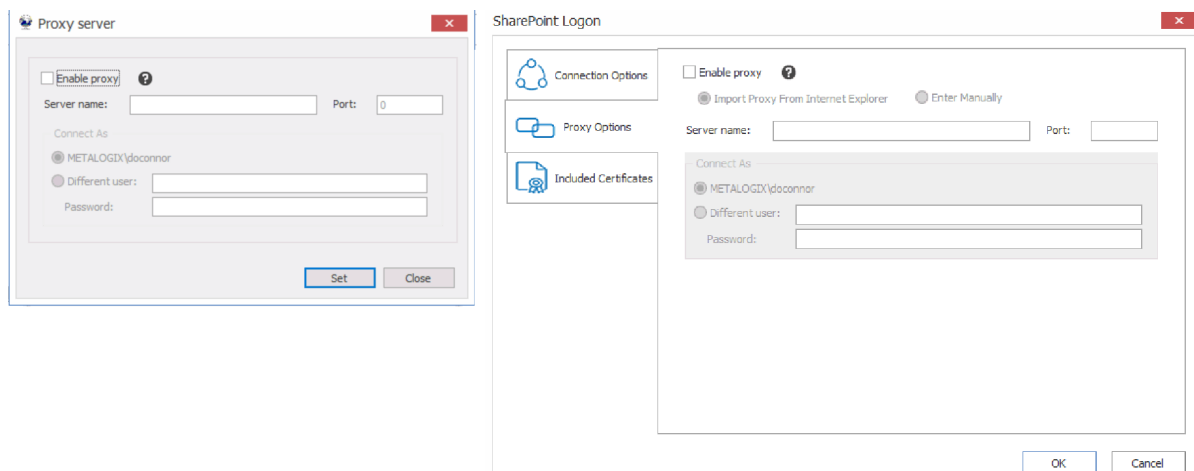 Proxy server
Enable proxy
Server name:
Port: 0
Connect As
METALOGIX\doconnor
Different user:
Password:
Set
Close
SharePoint Logon
Connection Options
Proxy Options
Included Certificates
Enable proxy
Import Proxy From Internet Explorer
Enter Manually
Server name:
Port:
Connect As
METALOGIX\doconnor
Different user:
Password:
OK
Cancel